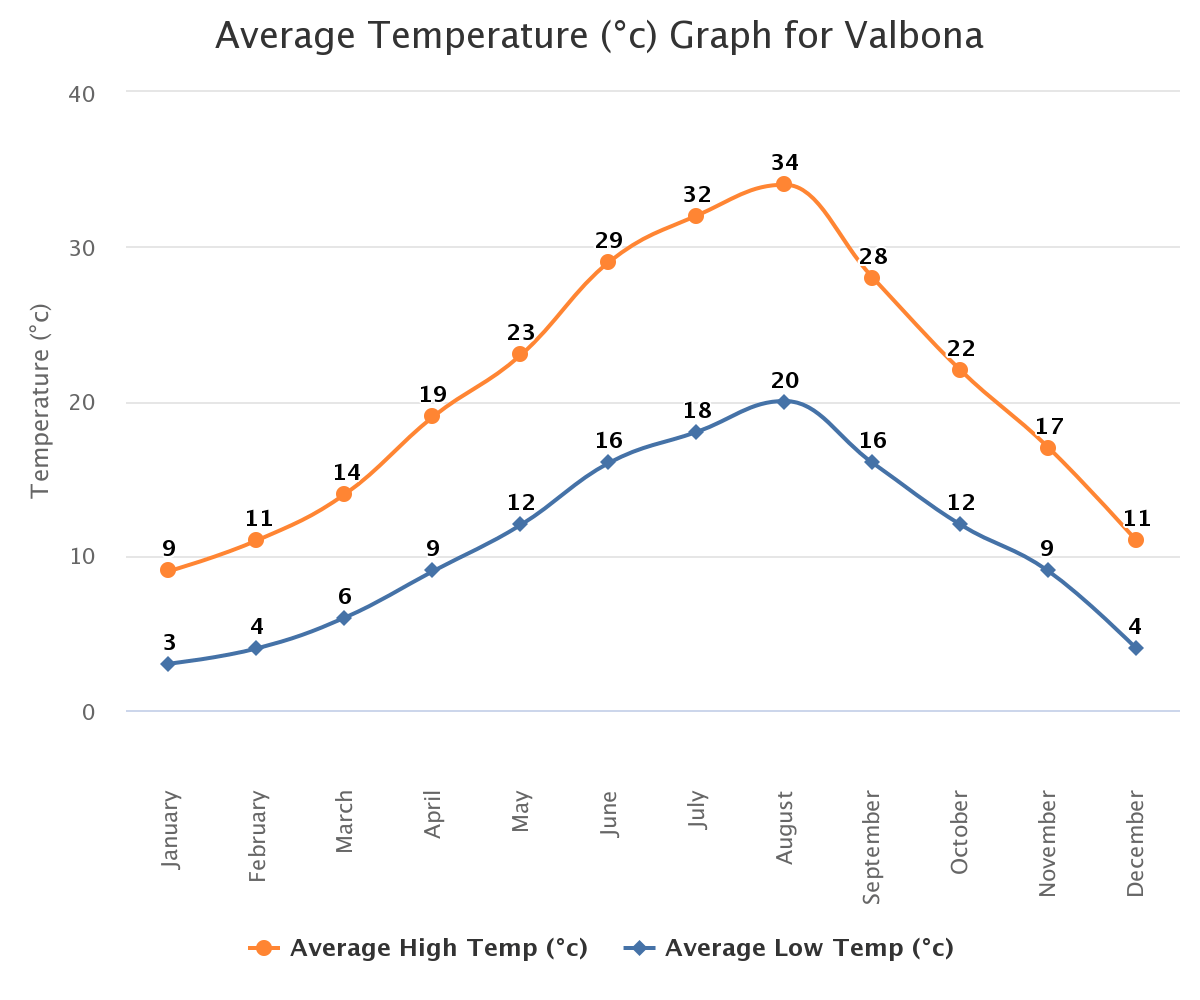 Average Temperature (°c) Graph for Valbona
Temperature (°c)
40
30
20
10
0
9
11
14
19
23
29
32
34
28
22
17
11
3
4
6
9
12
16
18
20
16
12
9
4
January
February
March
April
May
June
July
August
September
October
November
December
Average High Temp (°c)
Average Low Temp (°c)